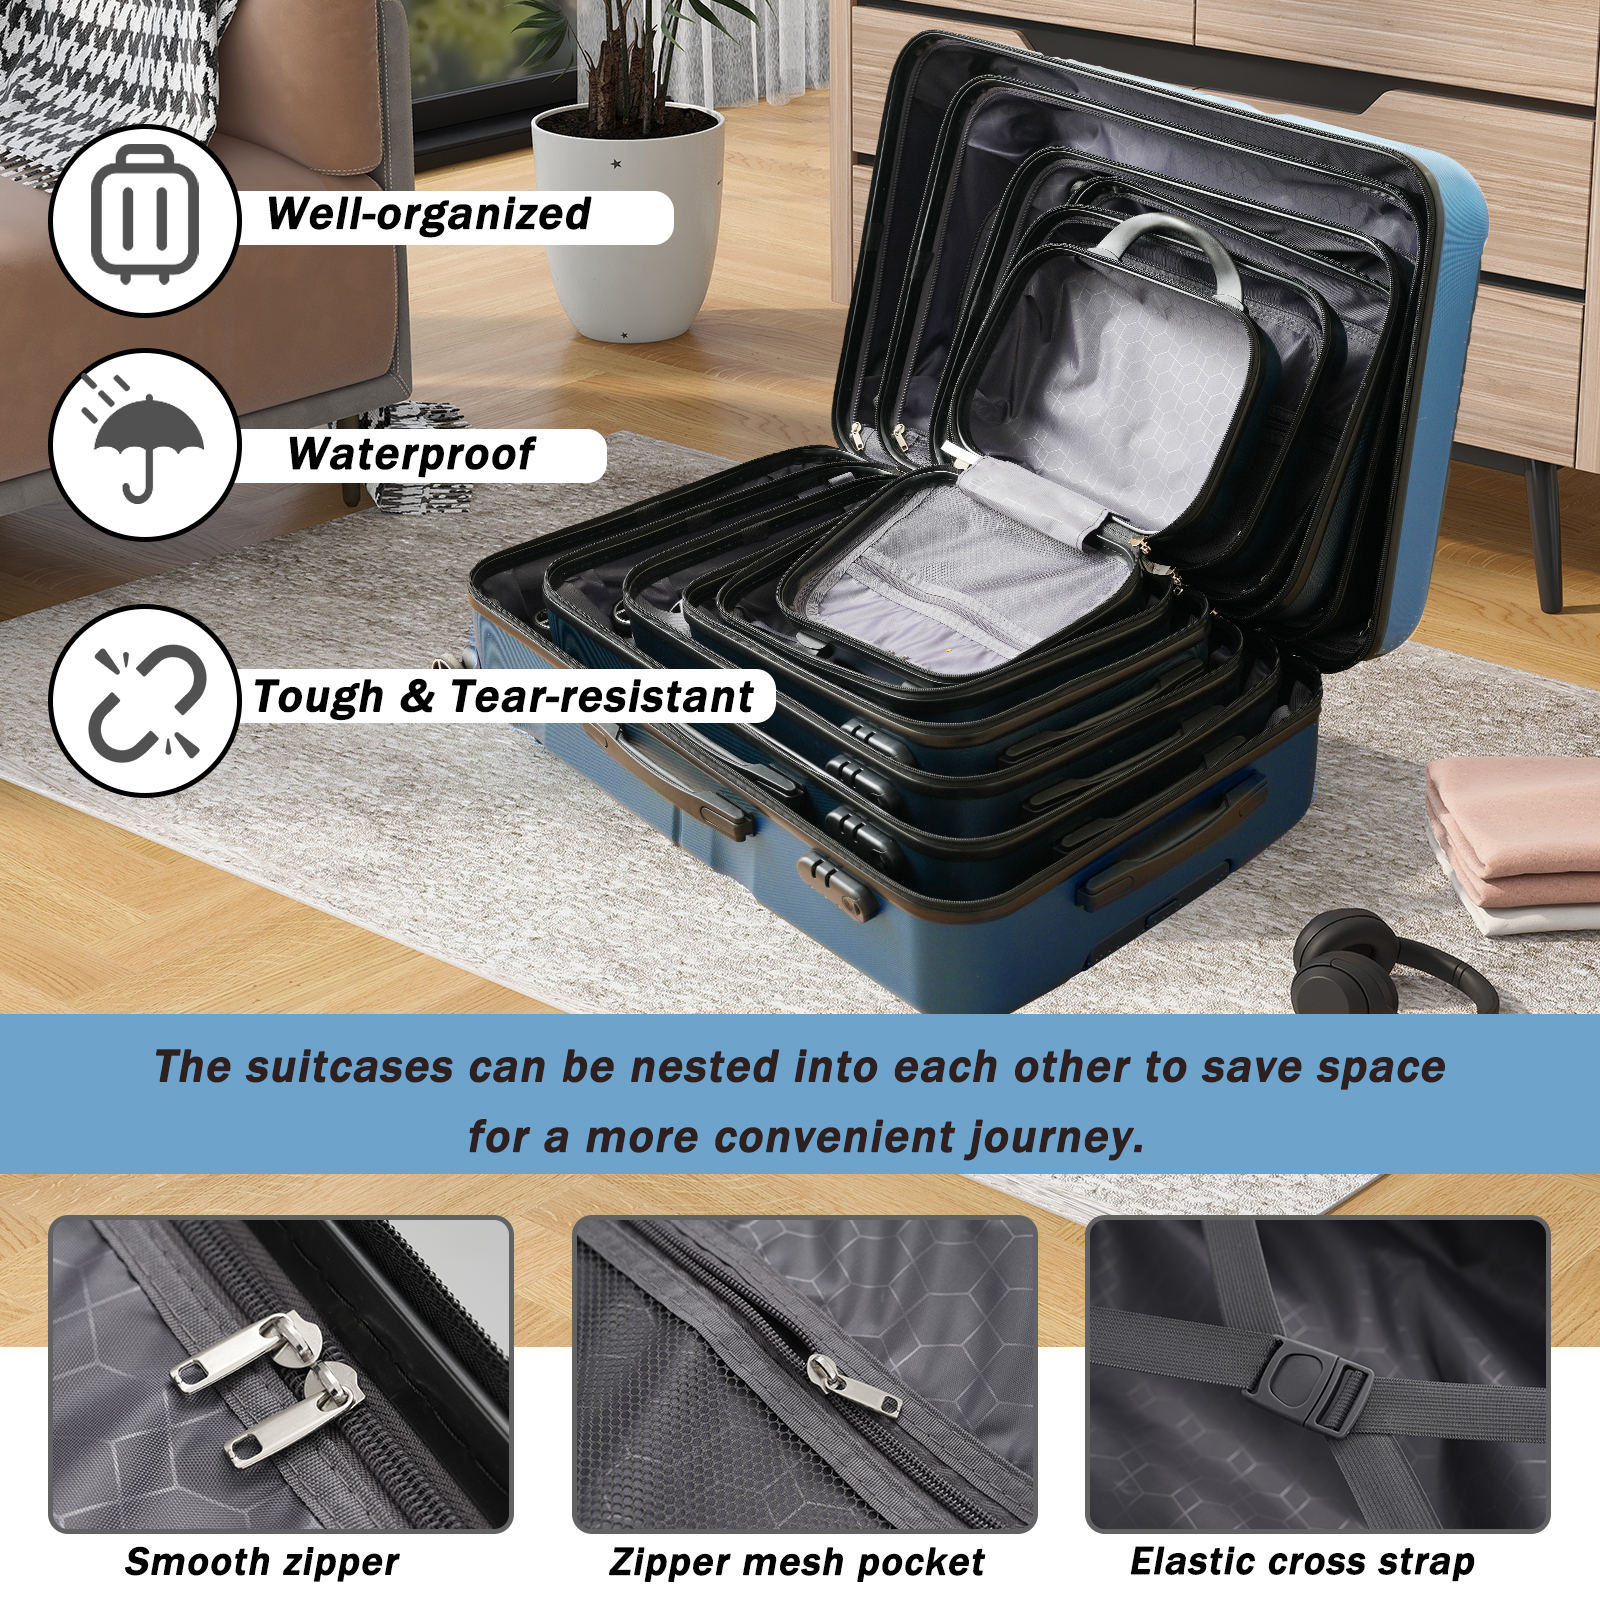 Well-organized
Waterproof
Tough & Tear-resistant
The suitcases can be nested into each other to save space
for a more convenient journey.
Smooth zipper
Zipper mesh pocket
Elastic cross strap